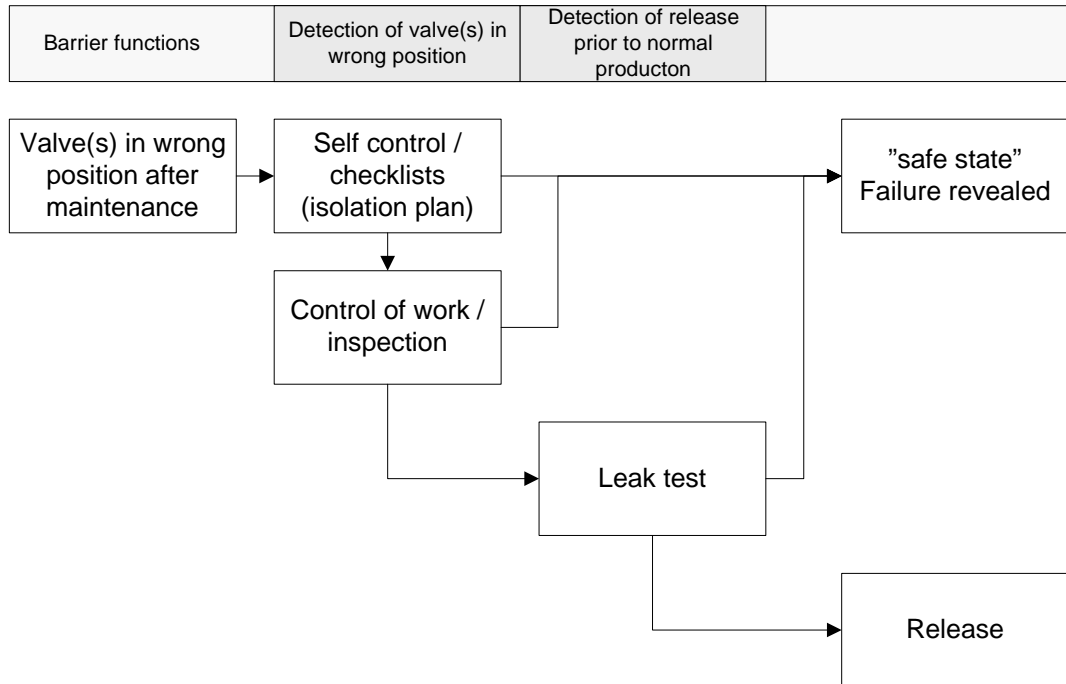 Barrier functions
Detection of valve(s) in
wrong position
Detection of release
prior to normal
producton
Valve(s) in wrong
position after
maintenance
Self control /
checklists
(isolation plan)
”safe state”
Failure revealed
Control of work /
inspection
Leak test
Release